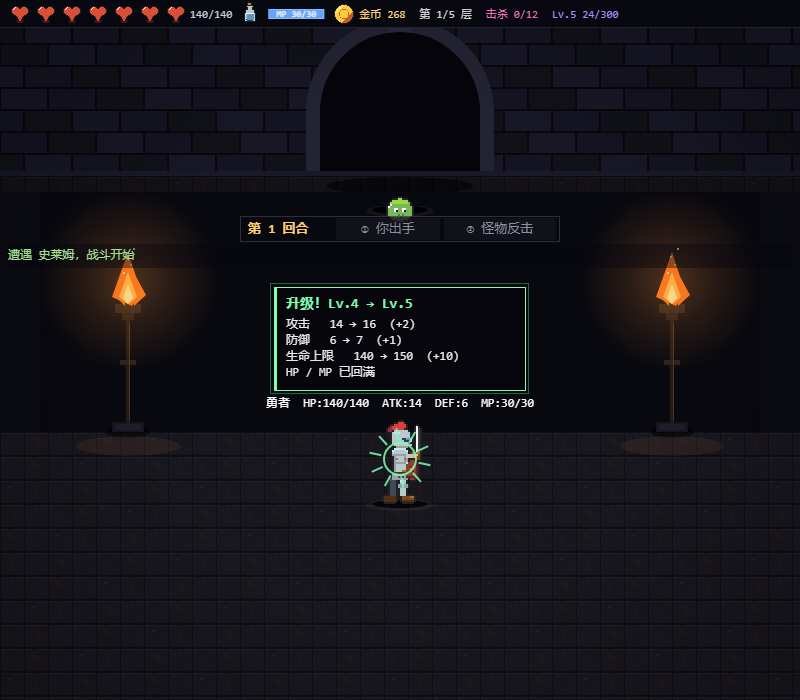 140/140 MP 30/30 金币 268 第 1/5 层 击杀 0/12 Lv.5 24/300
第 1 回合 ① 你出手 ② 怪物反击
遭遇 史莱姆，战斗开始
升级! Lv.4 → Lv.5
攻击 14 → 16 (+2)
防御 6 → 7 (+1)
生命上限 140 → 150 (+10)
HP / MP 已回满
勇者 HP:140/140 ATK:14 DEF:6 MP:30/30